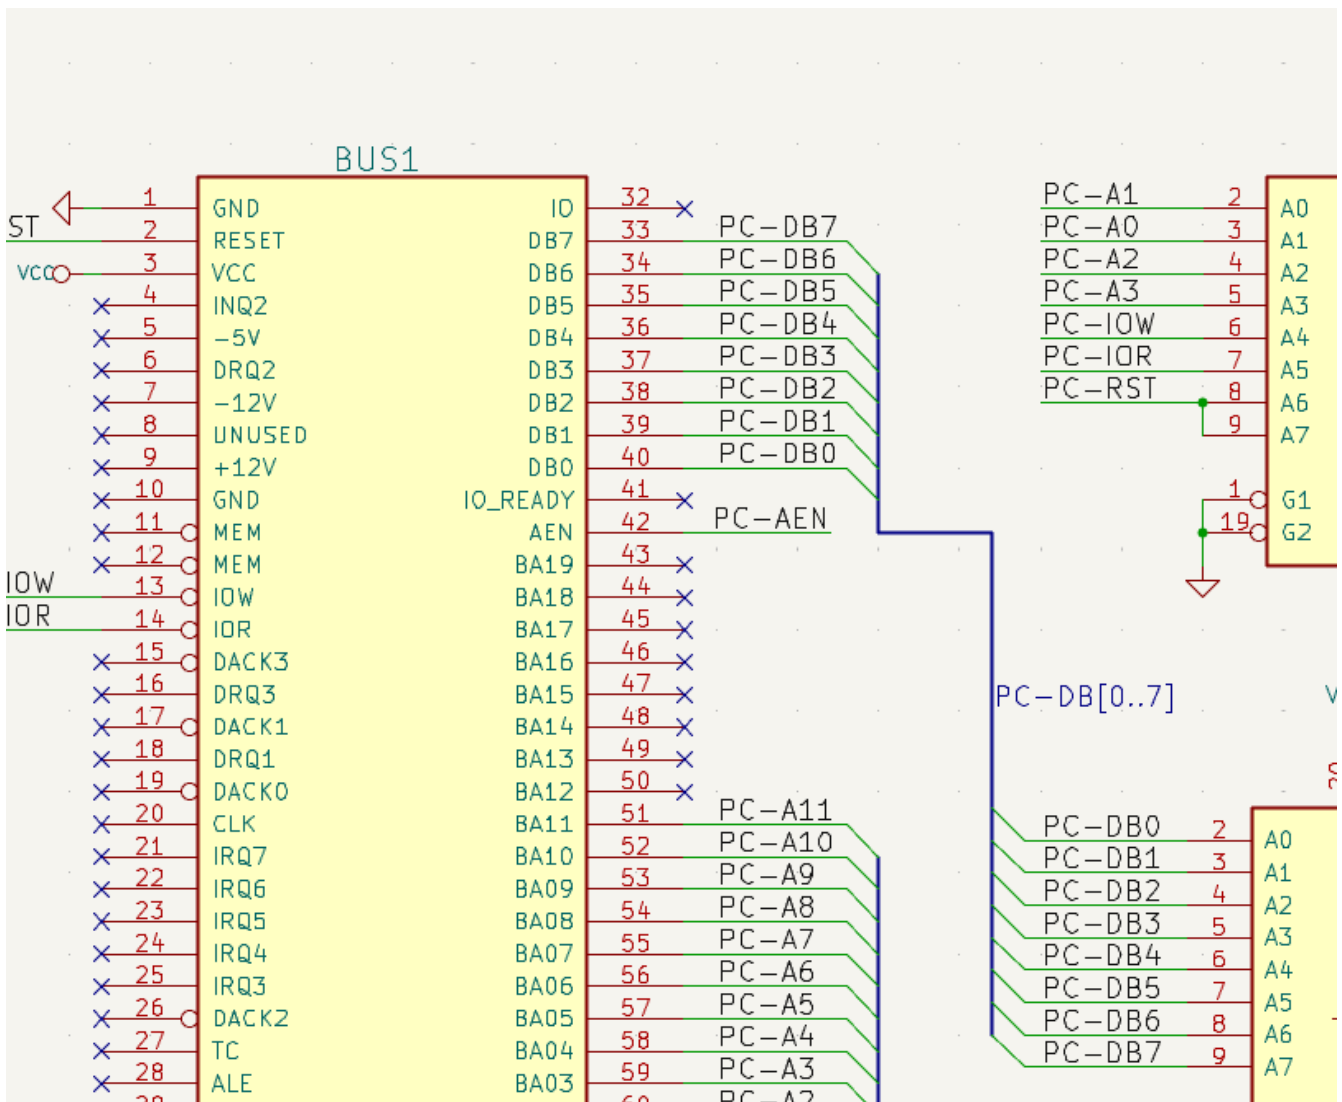 BUS1
1 GND IO 32
ST 2 RESET DB7 33 PC-DB7
VCC 3 VCC DB6 34 PC-DB6
4 INQ2 DB5 35 PC-DB5
5 -5V DB4 36 PC-DB4
6 DRQ2 DB3 37 PC-DB3
7 -12V DB2 38 PC-DB2
8 UNUSED DB1 39 PC-DB1
9 +12V DB0 40 PC-DB0
10 GND IO_READY 41
11 MEM AEN 42 PC-AEN
12 MEM BA19 43
IOW 13 IOW BA18 44
IOR 14 IOR BA17 45
15 DACK3 BA16 46
16 DRQ3 BA15 47
17 DACK1 BA14 48
18 DRQ1 BA13 49
19 DACK0 BA12 50
20 CLK BA11 51 PC-A11
21 IRQ7 BA10 52 PC-A10
22 IRQ6 BA09 53 PC-A9
23 IRQ5 BA08 54 PC-A8
24 IRQ4 BA07 55 PC-A7
25 IRQ3 BA06 56 PC-A6
26 DACK2 BA05 57 PC-A5
27 TC BA04 58 PC-A4
28 ALE BA03 59 PC-A3
PC-A1 2 A0
PC-A0 3 A1
PC-A2 4 A2
PC-A3 5 A3
PC-IOW 6 A4
PC-IOR 7 A5
PC-RST 8 A6
9 A7
1 G1
19 G2
PC-DB[0..7]
PC-DB0 2 A0
PC-DB1 3 A1
PC-DB2 4 A2
PC-DB3 5 A3
PC-DB4 6 A4
PC-DB5 7 A5
PC-DB6 8 A6
PC-DB7 9 A7